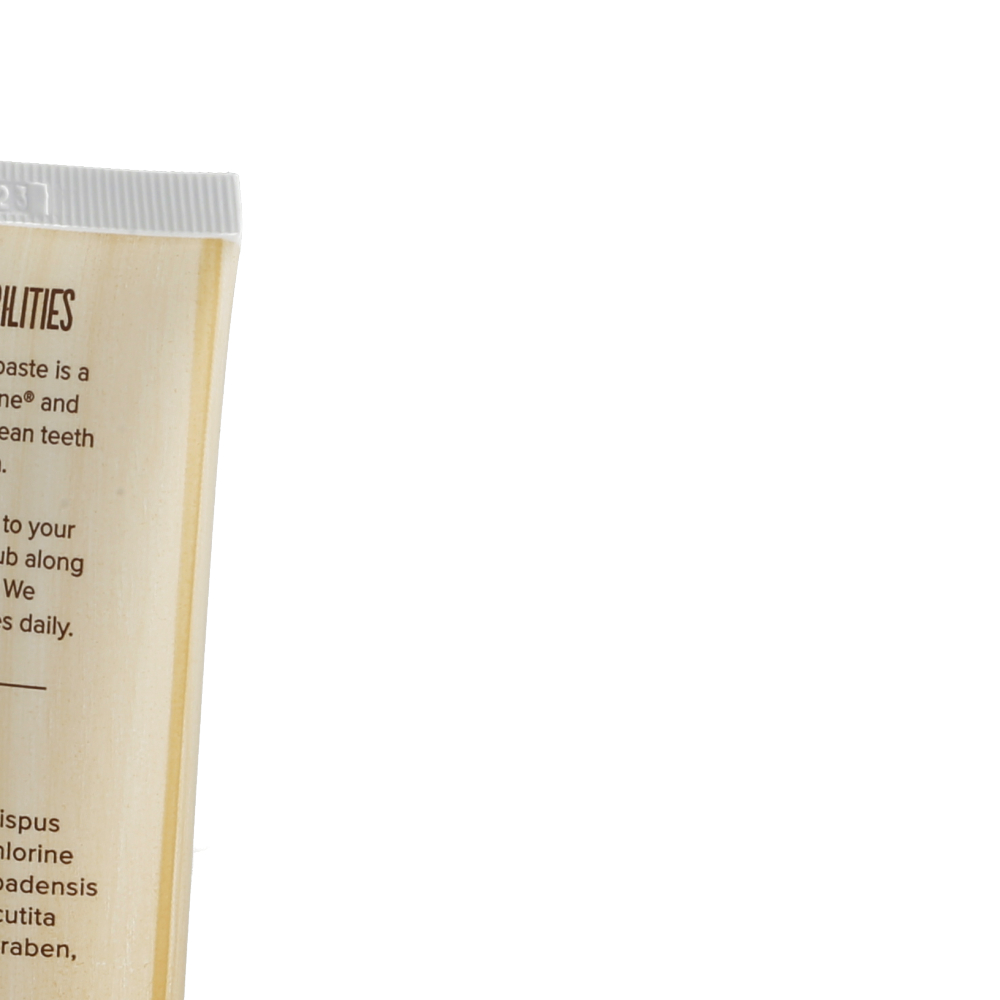 23
ILITIES
paste is a
ne® and
ean teeth
.
to your
ub along
We
es daily.
ispus
hlorine
padensis
cutita
raben,